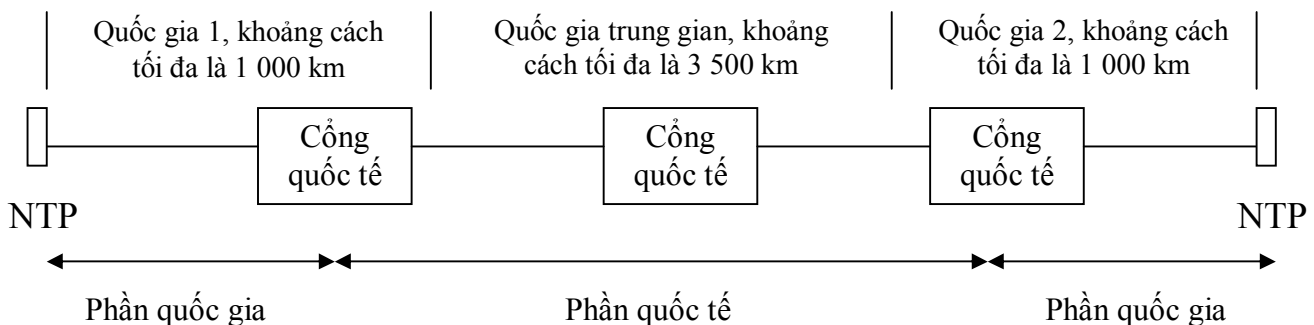 Quốc gia 1, khoảng cách
tối đa là 1 000 km
Quốc gia trung gian, khoảng
cách tối đa là 3 500 km
Quốc gia 2, khoảng cách
tối đa là 1 000 km
Cổng
quốc tế
Cổng
quốc tế
Cổng
quốc tế
NTP
NTP
Phần quốc gia
Phần quốc tế
Phần quốc gia